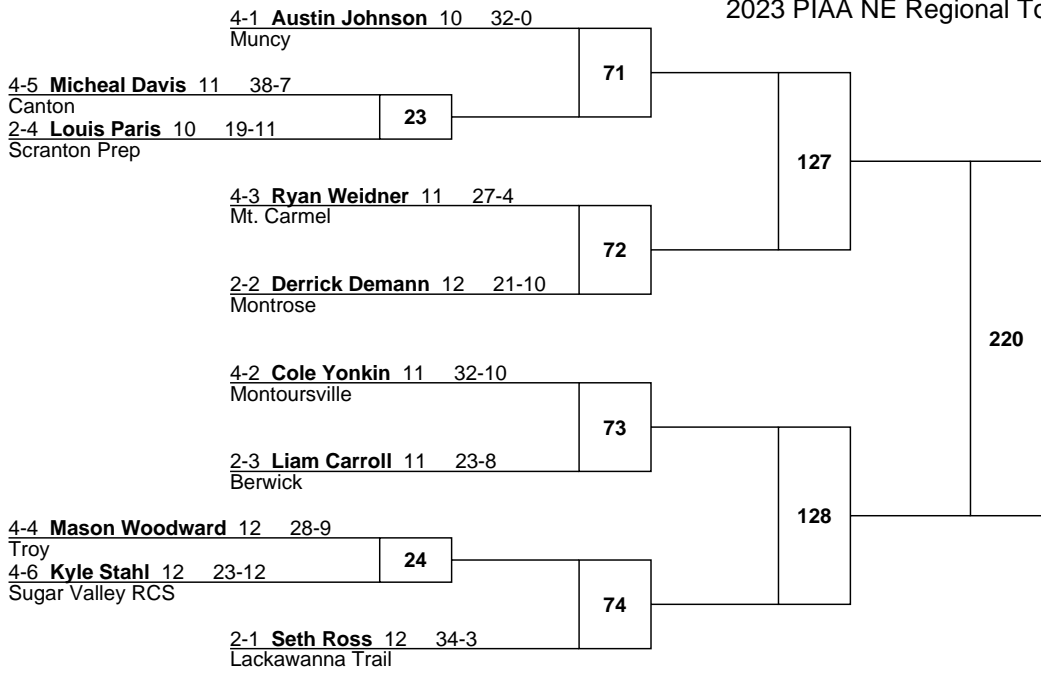 2023 PIAA NE Regional To
4-1 Austin Johnson 10 32-0
Muncy
71
4-5 Micheal Davis 11 38-7
Canton
23
2-4 Louis Paris 10 19-11
Scranton Prep
127
4-3 Ryan Weidner 11 27-4
Mt. Carmel
72
2-2 Derrick Demann 12 21-10
Montrose
220
4-2 Cole Yonkin 11 32-10
Montoursville
73
2-3 Liam Carroll 11 23-8
Berwick
128
4-4 Mason Woodward 12 28-9
Troy
24
4-6 Kyle Stahl 12 23-12
Sugar Valley RCS
74
2-1 Seth Ross 12 34-3
Lackawanna Trail